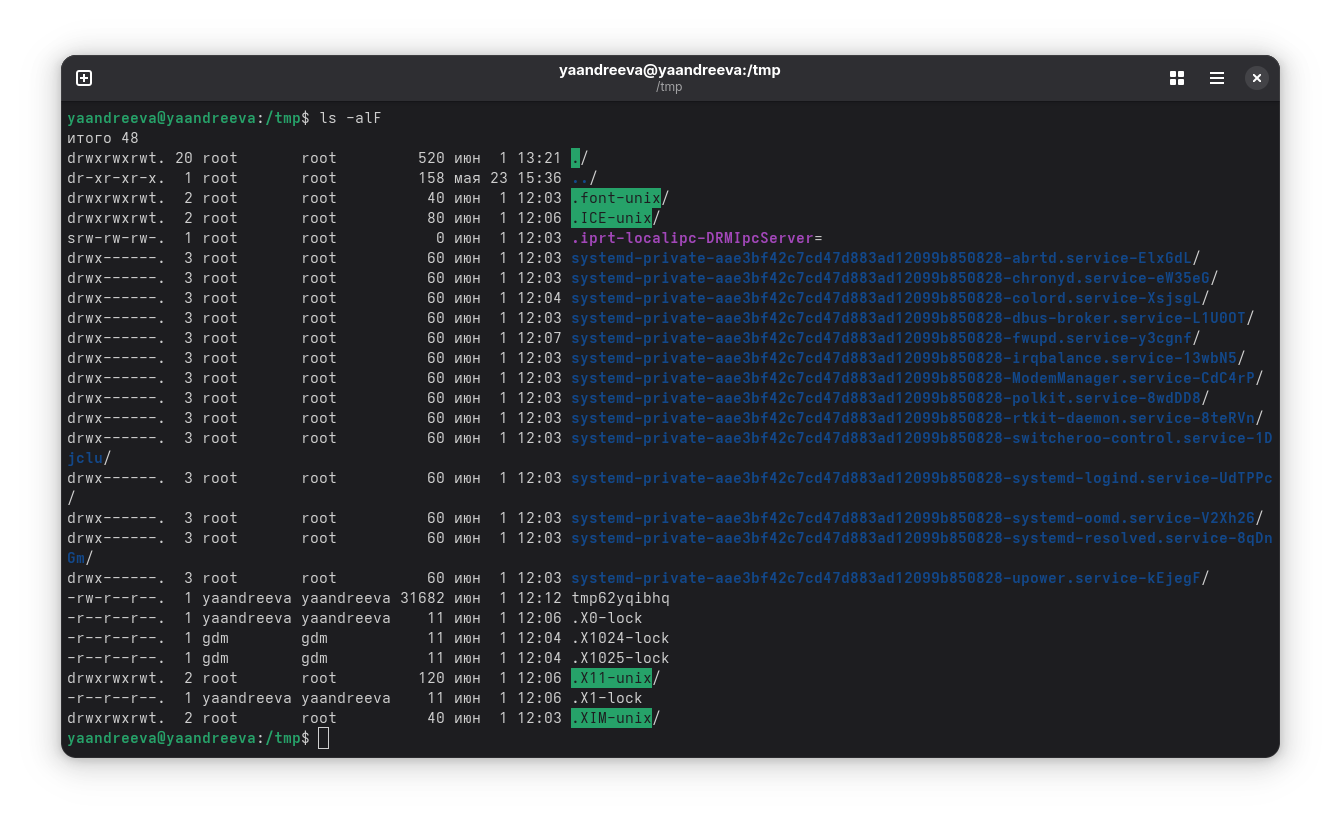 yaandreeva@yaandreeva:/tmp
/tmp
yaandreeva@yaandreeva:/tmp$ ls -alF
итого 48
drwxrwxrwt. 20 root       root         520 июн  1 13:21 ./
dr-xr-xr-x.  1 root       root         158 мая 23 15:36 ../
drwxrwxrwt.  2 root       root          40 июн  1 12:03 .font-unix/
drwxrwxrwt.  2 root       root          80 июн  1 12:06 .ICE-unix/
srw-rw-rw-.  1 root       root           0 июн  1 12:03 .iprt-localipc-DRMIpcServer=
drwx------.  3 root       root          60 июн  1 12:03 systemd-private-aae3bf42c7cd47d883ad12099b850828-abrtd.service-ElxGdL/
drwx------.  3 root       root          60 июн  1 12:03 systemd-private-aae3bf42c7cd47d883ad12099b850828-chronyd.service-eW35eG/
drwx------.  3 root       root          60 июн  1 12:04 systemd-private-aae3bf42c7cd47d883ad12099b850828-colord.service-XsjsgL/
drwx------.  3 root       root          60 июн  1 12:03 systemd-private-aae3bf42c7cd47d883ad12099b850828-dbus-broker.service-L1U0OT/
drwx------.  3 root       root          60 июн  1 12:07 systemd-private-aae3bf42c7cd47d883ad12099b850828-fwupd.service-y3cgnf/
drwx------.  3 root       root          60 июн  1 12:03 systemd-private-aae3bf42c7cd47d883ad12099b850828-irqbalance.service-13wbN5/
drwx------.  3 root       root          60 июн  1 12:03 systemd-private-aae3bf42c7cd47d883ad12099b850828-ModemManager.service-CdC4rP/
drwx------.  3 root       root          60 июн  1 12:03 systemd-private-aae3bf42c7cd47d883ad12099b850828-polkit.service-8wdDD8/
drwx------.  3 root       root          60 июн  1 12:03 systemd-private-aae3bf42c7cd47d883ad12099b850828-rtkit-daemon.service-8teRVn/
drwx------.  3 root       root          60 июн  1 12:03 systemd-private-aae3bf42c7cd47d883ad12099b850828-switcheroo-control.service-1D
jclu/
drwx------.  3 root       root          60 июн  1 12:03 systemd-private-aae3bf42c7cd47d883ad12099b850828-systemd-logind.service-UdTPPc
/
drwx------.  3 root       root          60 июн  1 12:03 systemd-private-aae3bf42c7cd47d883ad12099b850828-systemd-oomd.service-V2Xh26/
drwx------.  3 root       root          60 июн  1 12:03 systemd-private-aae3bf42c7cd47d883ad12099b850828-systemd-resolved.service-8qDn
Gm/
drwx------.  3 root       root          60 июн  1 12:03 systemd-private-aae3bf42c7cd47d883ad12099b850828-upower.service-kEjegF/
-rw-r--r--.  1 yaandreeva yaandreeva 31682 июн  1 12:12 tmp62yqibhq
-r--r--r--.  1 yaandreeva yaandreeva    11 июн  1 12:06 .X0-lock
-r--r--r--.  1 gdm        gdm           11 июн  1 12:04 .X1024-lock
-r--r--r--.  1 gdm        gdm           11 июн  1 12:04 .X1025-lock
drwxrwxrwt.  2 root       root         120 июн  1 12:06 .X11-unix/
-r--r--r--.  1 yaandreeva yaandreeva    11 июн  1 12:06 .X1-lock
drwxrwxrwt.  2 root       root          40 июн  1 12:03 .XIM-unix/
yaandreeva@yaandreeva:/tmp$